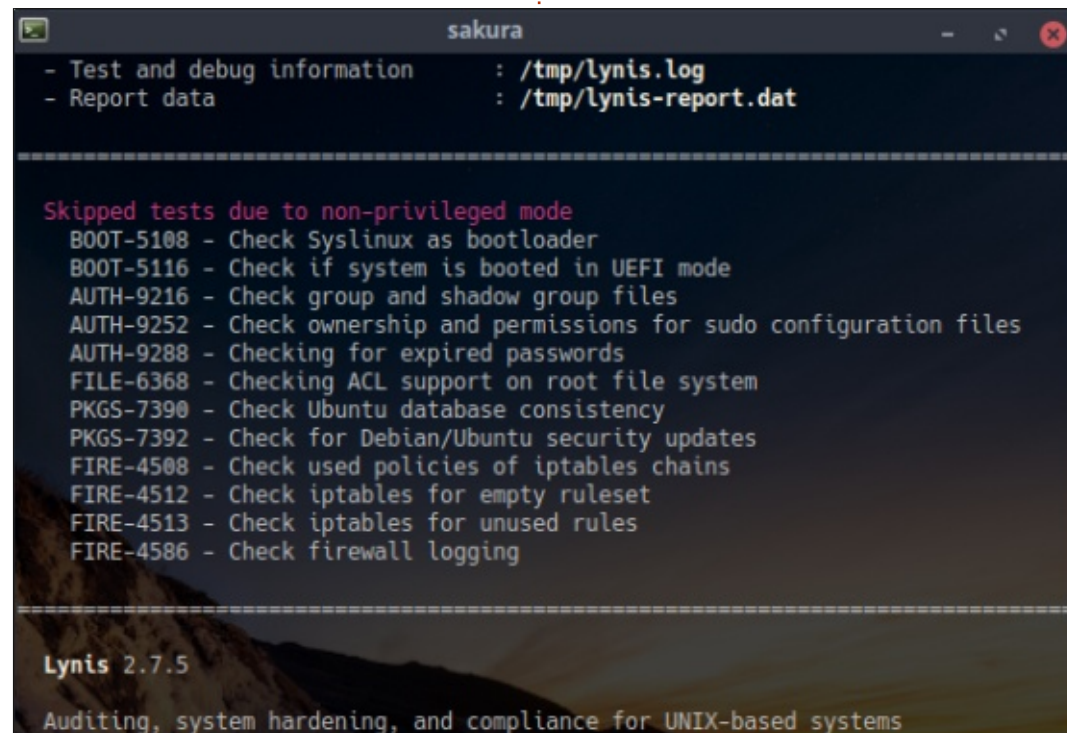 sakura
- Test and debug information : /tmp/lynis.log
- Report data : /tmp/lynis-report.dat
================================================================================
Skipped tests due to non-privileged mode
BOOT-5108 - Check Syslinux as bootloader
BOOT-5116 - Check if system is booted in UEFI mode
AUTH-9216 - Check group and shadow group files
AUTH-9252 - Check ownership and permissions for sudo configuration files
AUTH-9288 - Checking for expired passwords
FILE-6368 - Checking ACL support on root file system
PKGS-7390 - Check Ubuntu database consistency
PKGS-7392 - Check for Debian/Ubuntu security updates
FIRE-4508 - Check used policies of iptables chains
FIRE-4512 - Check iptables for empty ruleset
FIRE-4513 - Check iptables for unused rules
FIRE-4586 - Check firewall logging
================================================================================
Lynis 2.7.5
Auditing, system hardening, and compliance for UNIX-based systems